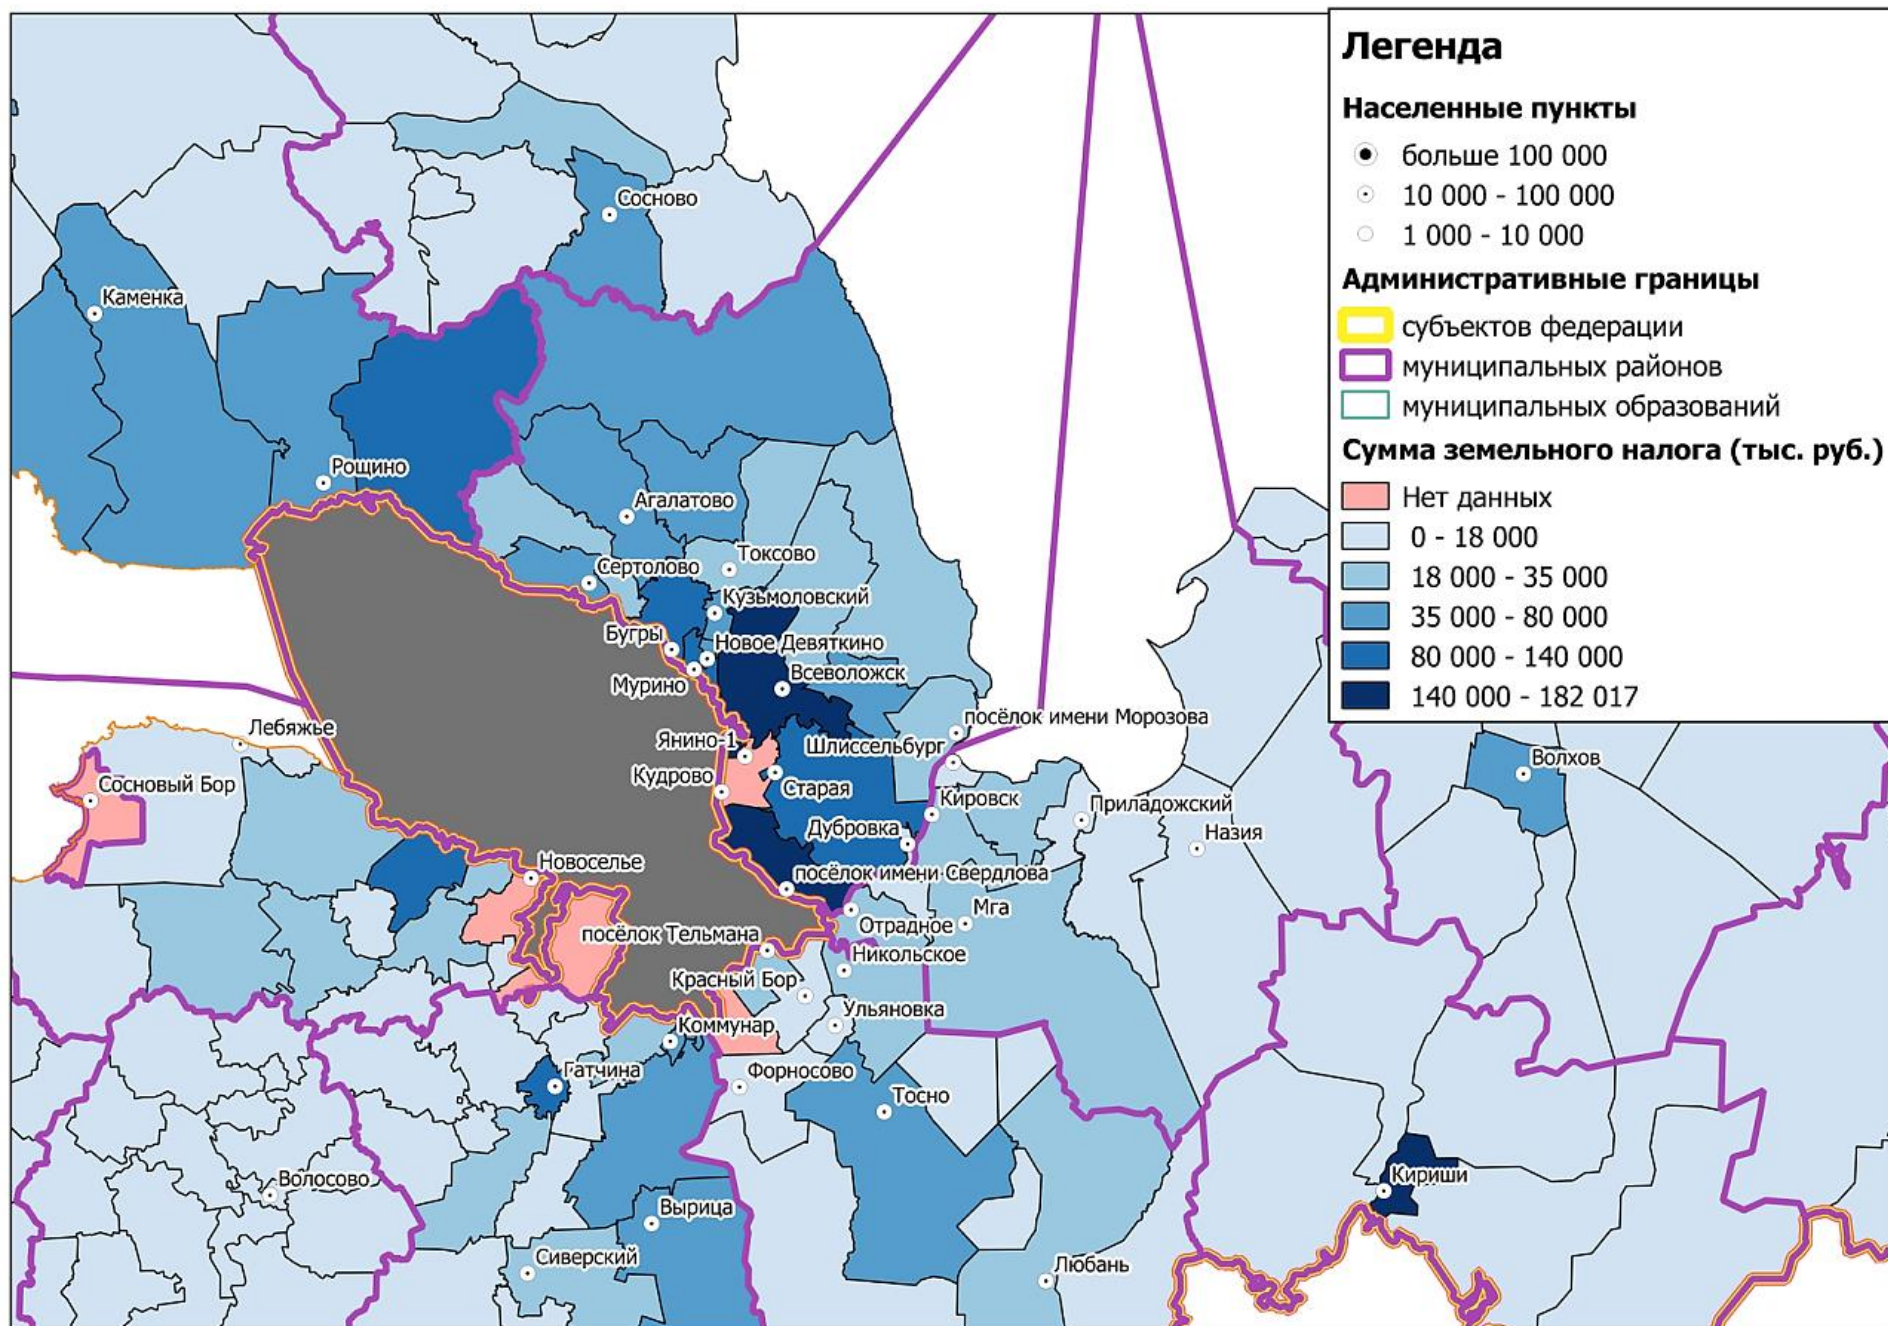 Легенда
Населенные пункты
больше 100 000
10 000 - 100 000
1 000 - 10 000
Административные границы
субъектов федерации
муниципальных районов
муниципальных образований
Сумма земельного налога (тыс. руб.)
Нет данных
0 - 18 000
18 000 - 35 000
35 000 - 80 000
80 000 - 140 000
140 000 - 182 017
Сосново
Каменка
Рощино
Агалатово
Токсово
Сертолово
Кузьмоловский
Бугры
Новое Девяткино
Мурино
Всеволожск
посёлок имени Морозова
Лебяжье
Янино-1
Шлиссельбург
Волхов
Кудрово
Сосновый Бор
Старая
Кировск
Приладожский
Дубровка
Назия
Новоселье
посёлок имени Свердлова
Мга
Отрадное
посёлок Тельмана
Никольское
Красный Бор
Ульяновка
Коммунар
Гатчина
Форносово
Тосно
Волосово
Кириши
Вырица
Сиверский
Любань